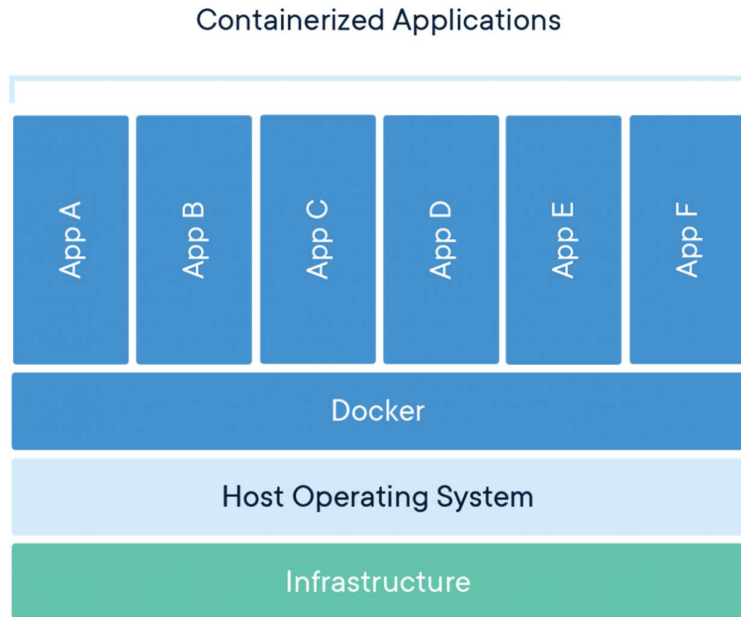 Containerized Applications
App A
App B
App C
App D
App E
App F
Docker
Host Operating System
Infrastructure